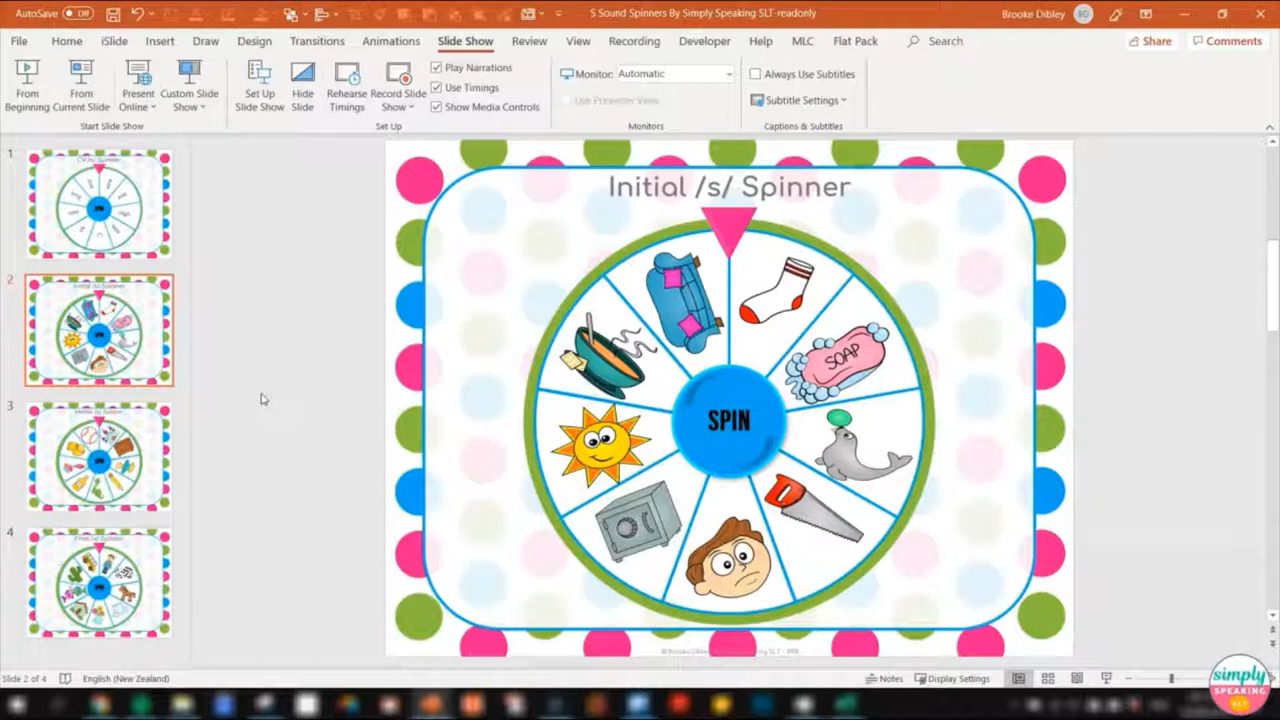 AutoSave Off
S Sound Spinners By Simply Speaking SLT-readonly
Brooke Dibley BD
File Home iSlide Insert Draw Design Transitions Animations Slide Show Review View Recording Developer Help MLC Flat Pack Search Share Comments
From Beginning
From Current Slide
Present Online
Custom Slide Show
Start Slide Show
Set Up Slide Show
Hide Slide
Rehearse Timings
Record Slide Show
Play Narrations
Use Timings
Show Media Controls
Set Up
Monitor: Automatic
Use Presenter View
Monitors
Always Use Subtitles
Subtitle Settings
Captions & Subtitles
1
2
3
4
Initial /s/ Spinner
SOAP
SPIN
Slide 2 of 4 English (New Zealand) Notes Display Settings
simply
SPEAKING
SLT